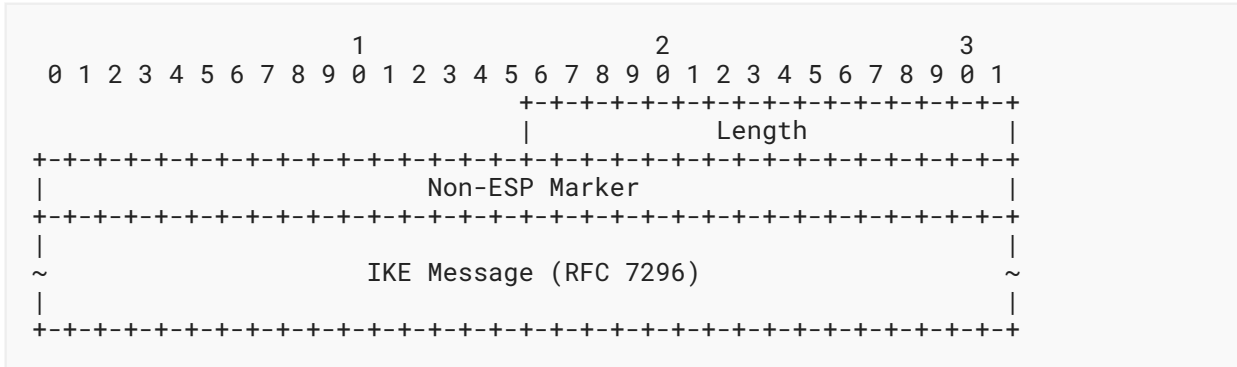 1                   2                   3
 0 1 2 3 4 5 6 7 8 9 0 1 2 3 4 5 6 7 8 9 0 1 2 3 4 5 6 7 8 9 0 1
                                +-+-+-+-+-+-+-+-+-+-+-+-+-+-+-+-+
                                |            Length             |
+-+-+-+-+-+-+-+-+-+-+-+-+-+-+-+-+-+-+-+-+-+-+-+-+-+-+-+-+-+-+-+-+
|                         Non-ESP Marker                        |
+-+-+-+-+-+-+-+-+-+-+-+-+-+-+-+-+-+-+-+-+-+-+-+-+-+-+-+-+-+-+-+-+
|                                                               |
~                     IKE Message (RFC 7296)                    ~
|                                                               |
+-+-+-+-+-+-+-+-+-+-+-+-+-+-+-+-+-+-+-+-+-+-+-+-+-+-+-+-+-+-+-+-+